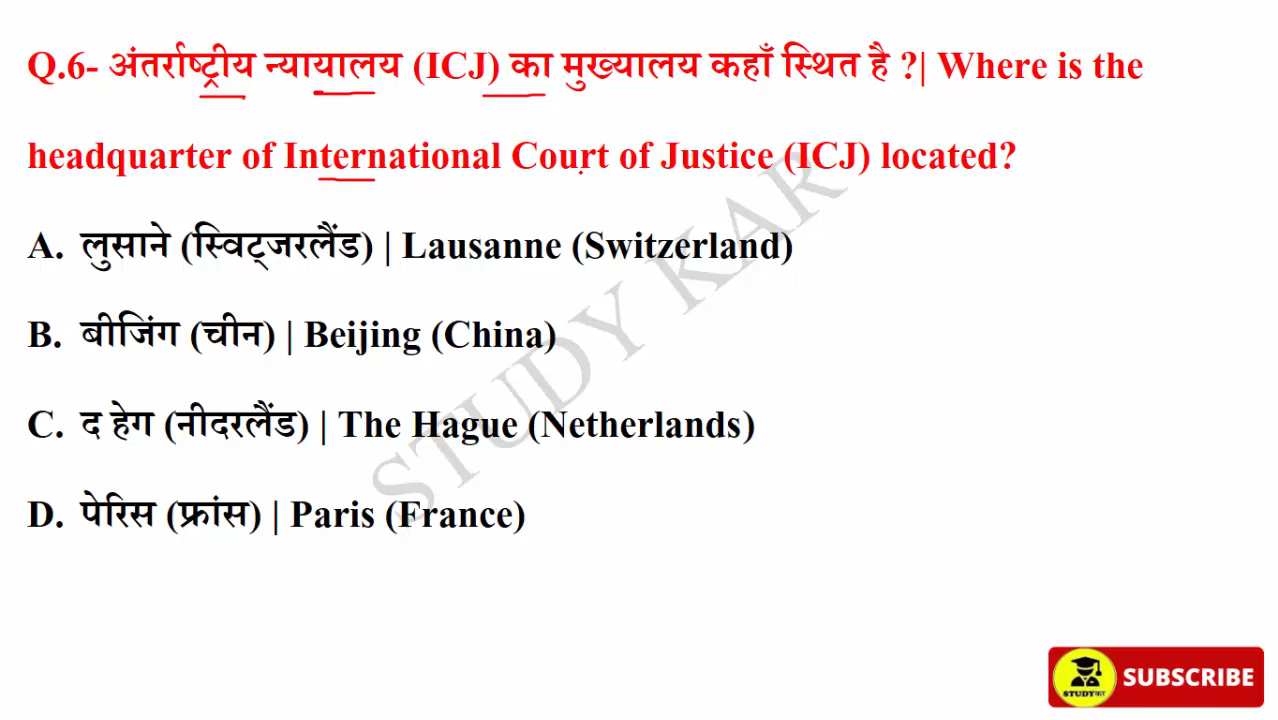 Q.6- अंतर्राष्ट्रीय न्यायालय (ICJ) का मुख्यालय कहाँ स्थित है ?| Where is the
headquarter of International Court of Justice (ICJ) located?
A. लुसाने (स्विट्जरलैंड) | Lausanne (Switzerland)
B. बीजिंग (चीन) | Beijing (China)
C. द हेग (नीदरलैंड) | The Hague (Netherlands)
D. पेरिस (फ्रांस) | Paris (France)
STUDY KAR
SUBSCRIBE
STUDYकर